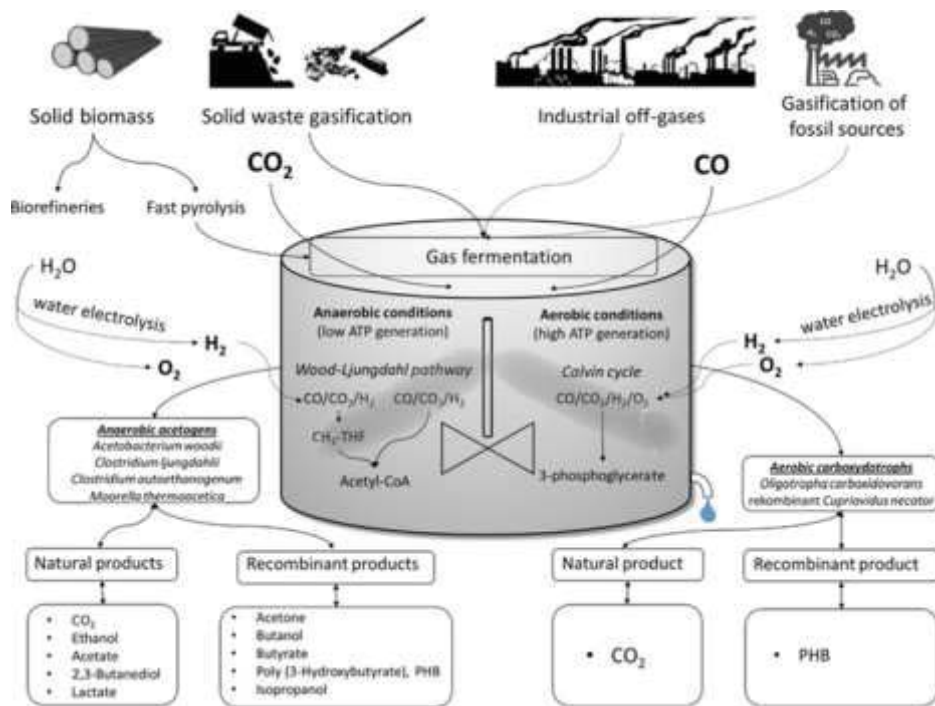 Solid biomass
Solid waste gasification
Industrial off-gases
Gasification of
fossil sources
CO₂
CO
Biorefineries
Fast pyrolysis
Gas fermentation
H₂O
water electrolysis
H₂
O₂
H₂O
water electrolysis
H₂
O₂
Anaerobic conditions
(low ATP generation)
Aerobic conditions
(high ATP generation)
Wood-Ljungdahl pathway
Calvin cycle
CO/CO₂/H₂
CO/CO₂/H₂
CO/CO₂/H₂/O₂
CH₃-THF
Acetyl-CoA
3-phosphoglycerate
Anaerobic acetogens
Acetobacterium woodii
Clostridium ljungdahlii
Clostridium autoethanogenum
Moorella thermoacetica
Aerobic carboxydatrophs
Oligotropha carboxidovorans
rekombinant Cupriavidus necator
Natural products
Recombinant products
Natural product
Recombinant product
• CO₂
• Ethanol
• Acetate
• 2,3-Butanediol
• Lactate
• Acetone
• Butanol
• Butyrate
• Poly (3-Hydroxybutyrate), PHB
• Isopropanol
• CO₂
• PHB